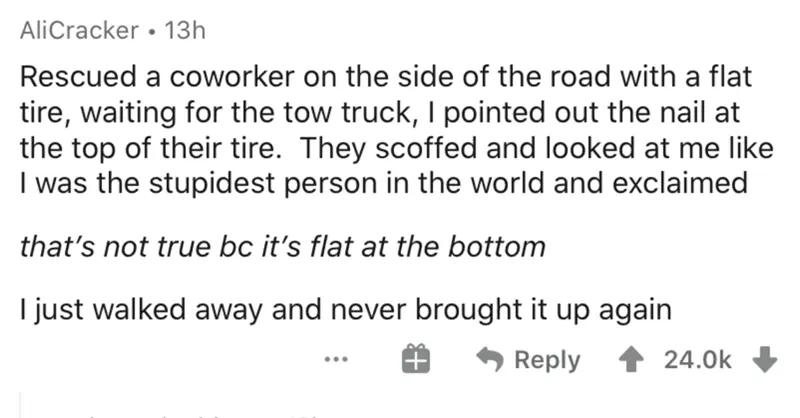 AliCracker • 13h
Rescued a coworker on the side of the road with a flat
tire, waiting for the tow truck, I pointed out the nail at
the top of their tire.  They scoffed and looked at me like
I was the stupidest person in the world and exclaimed
that’s not true bc it’s flat at the bottom
I just walked away and never brought it up again
... Reply 24.0k